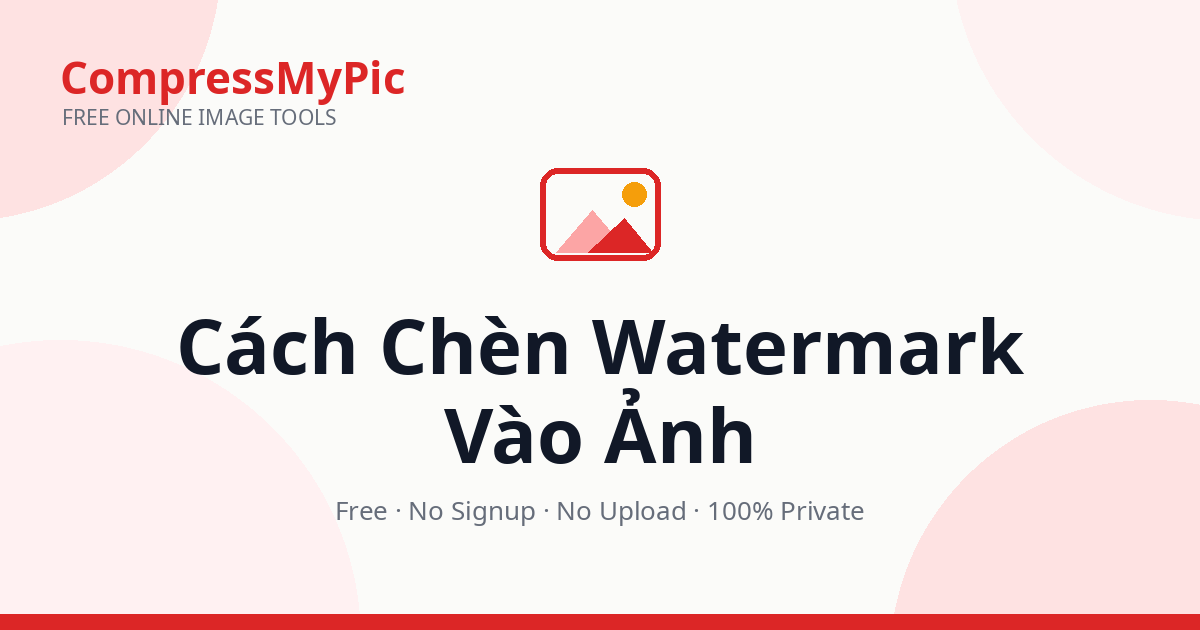 CompressMyPic
FREE ONLINE IMAGE TOOLS
Cách Chèn Watermark
Vào Ảnh
Free · No Signup · No Upload · 100% Private